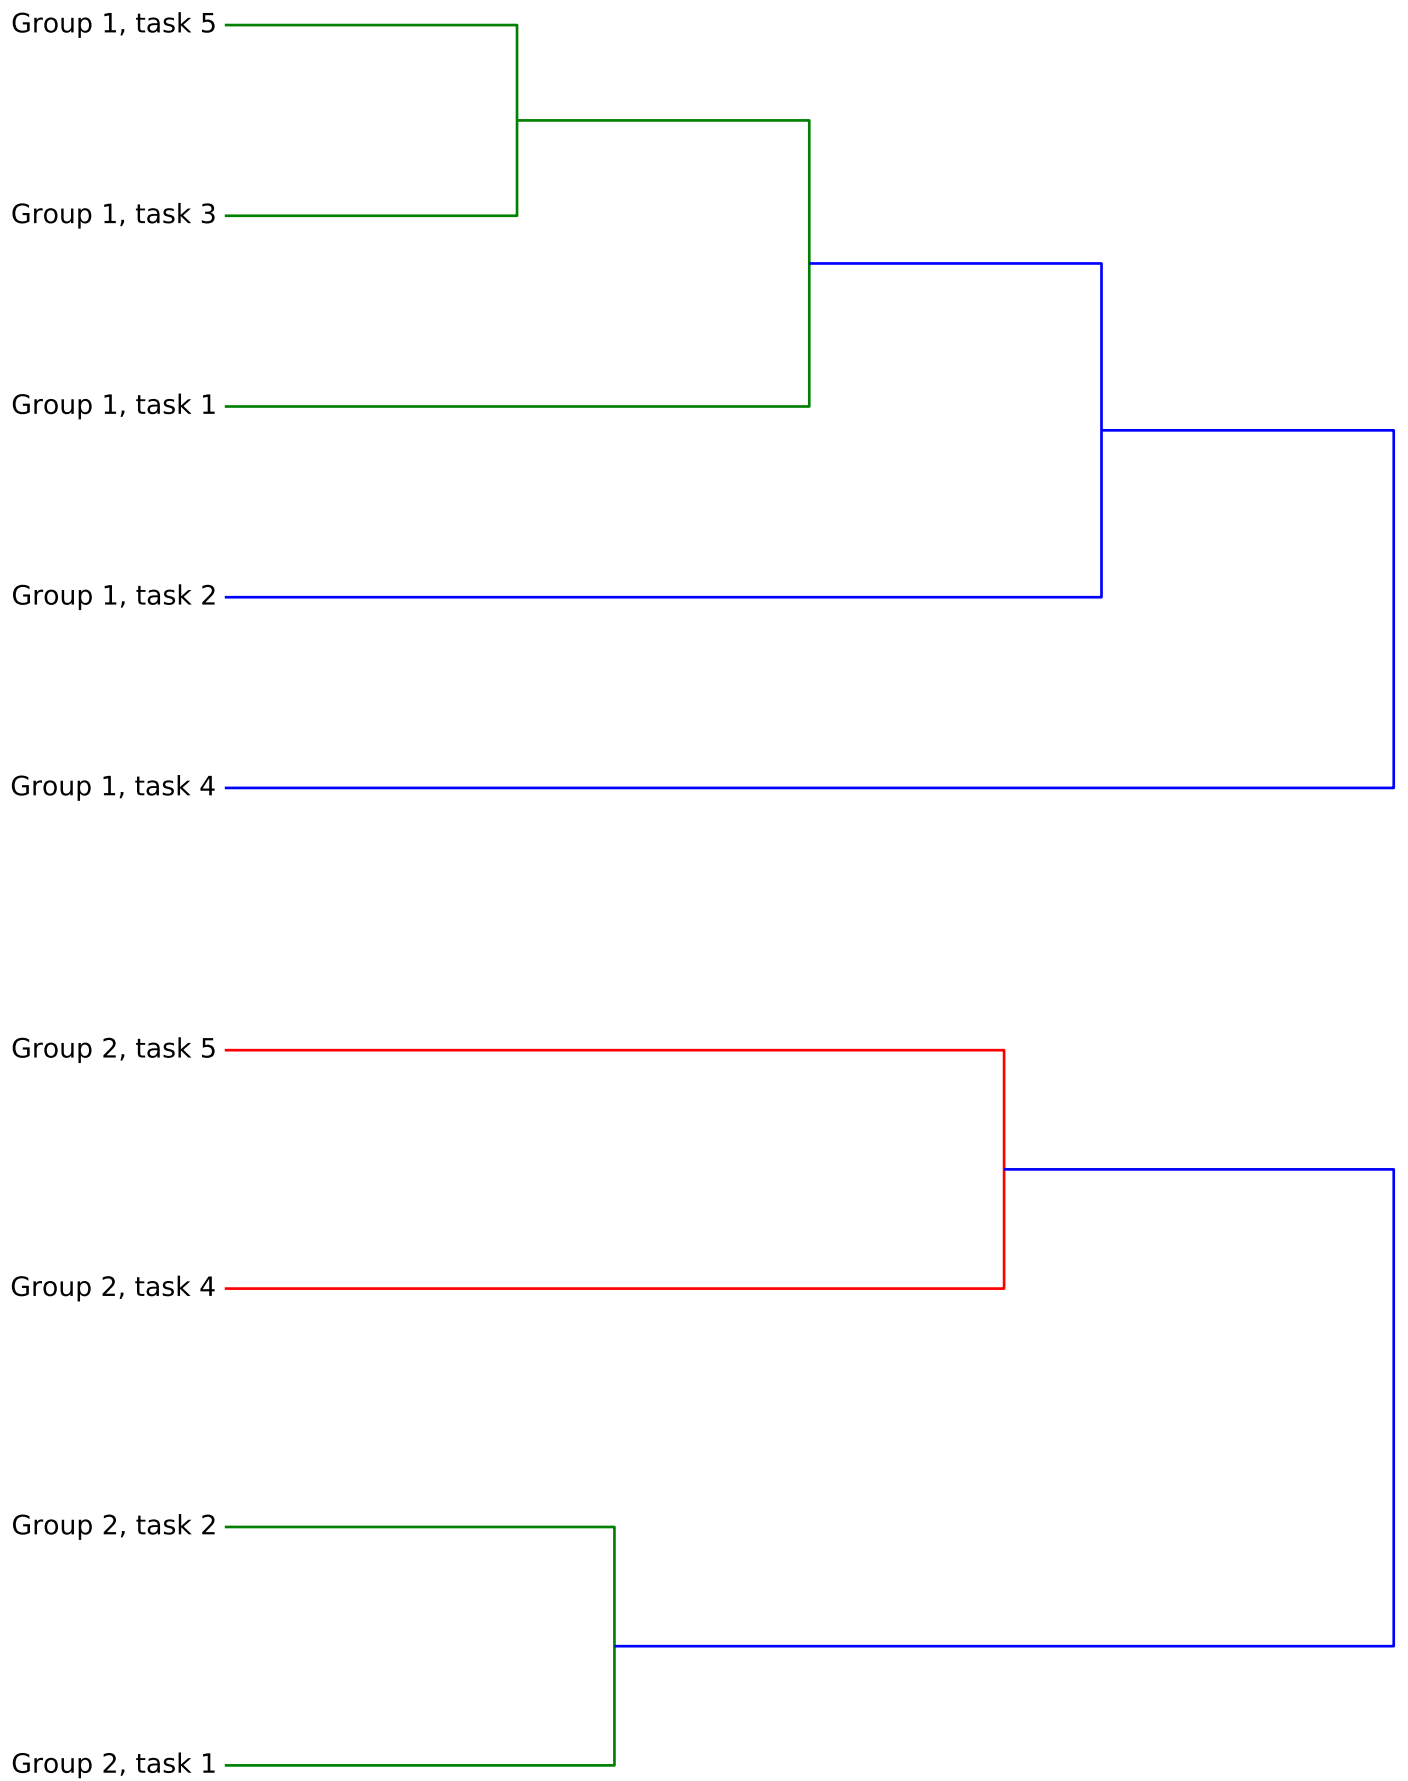 Group 1, task 5
Group 1, task 3
Group 1, task 1
Group 1, task 2
Group 1, task 4
Group 2, task 5
Group 2, task 4
Group 2, task 2
Group 2, task 1